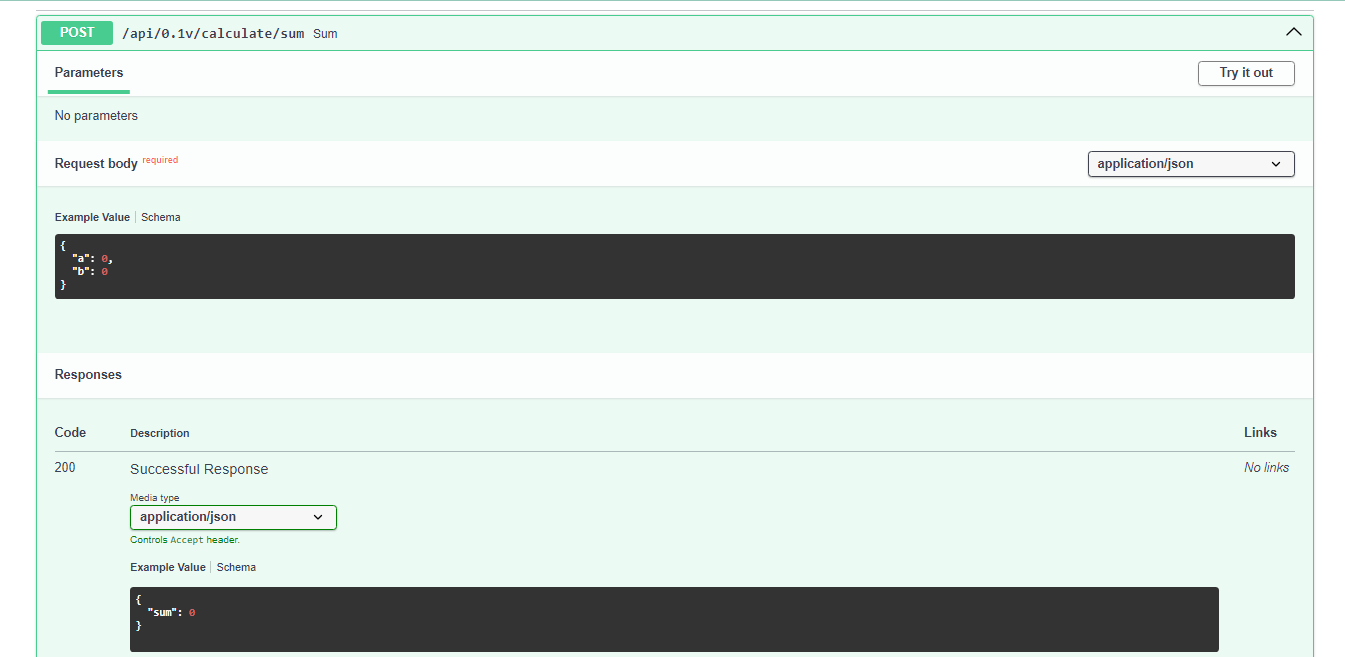 POST /api/0.1v/calculate/sum Sum
Parameters
Try it out
No parameters
Request body required
application/json
Example Value Schema
{
"a": 0,
"b": 0
}
Responses
Code Description Links
200 Successful Response No links
Media type
application/json
Controls Accept header.
Example Value Schema
{
"sum": 0
}